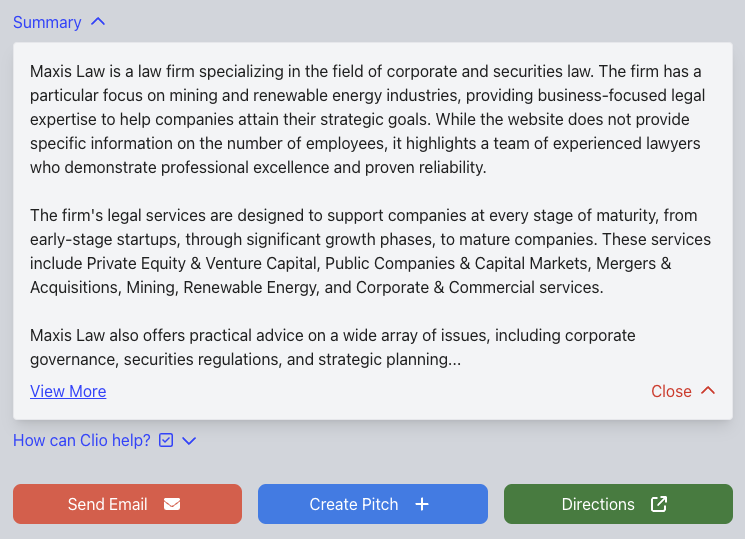 Summary
Maxis Law is a law firm specializing in the field of corporate and securities law. The firm has a
particular focus on mining and renewable energy industries, providing business-focused legal
expertise to help companies attain their strategic goals. While the website does not provide
specific information on the number of employees, it highlights a team of experienced lawyers
who demonstrate professional excellence and proven reliability.
The firm's legal services are designed to support companies at every stage of maturity, from
early-stage startups, through significant growth phases, to mature companies. These services
include Private Equity & Venture Capital, Public Companies & Capital Markets, Mergers &
Acquisitions, Mining, Renewable Energy, and Corporate & Commercial services.
Maxis Law also offers practical advice on a wide array of issues, including corporate
governance, securities regulations, and strategic planning...
View More
Close
How can Clio help?
Send Email
Create Pitch
Directions